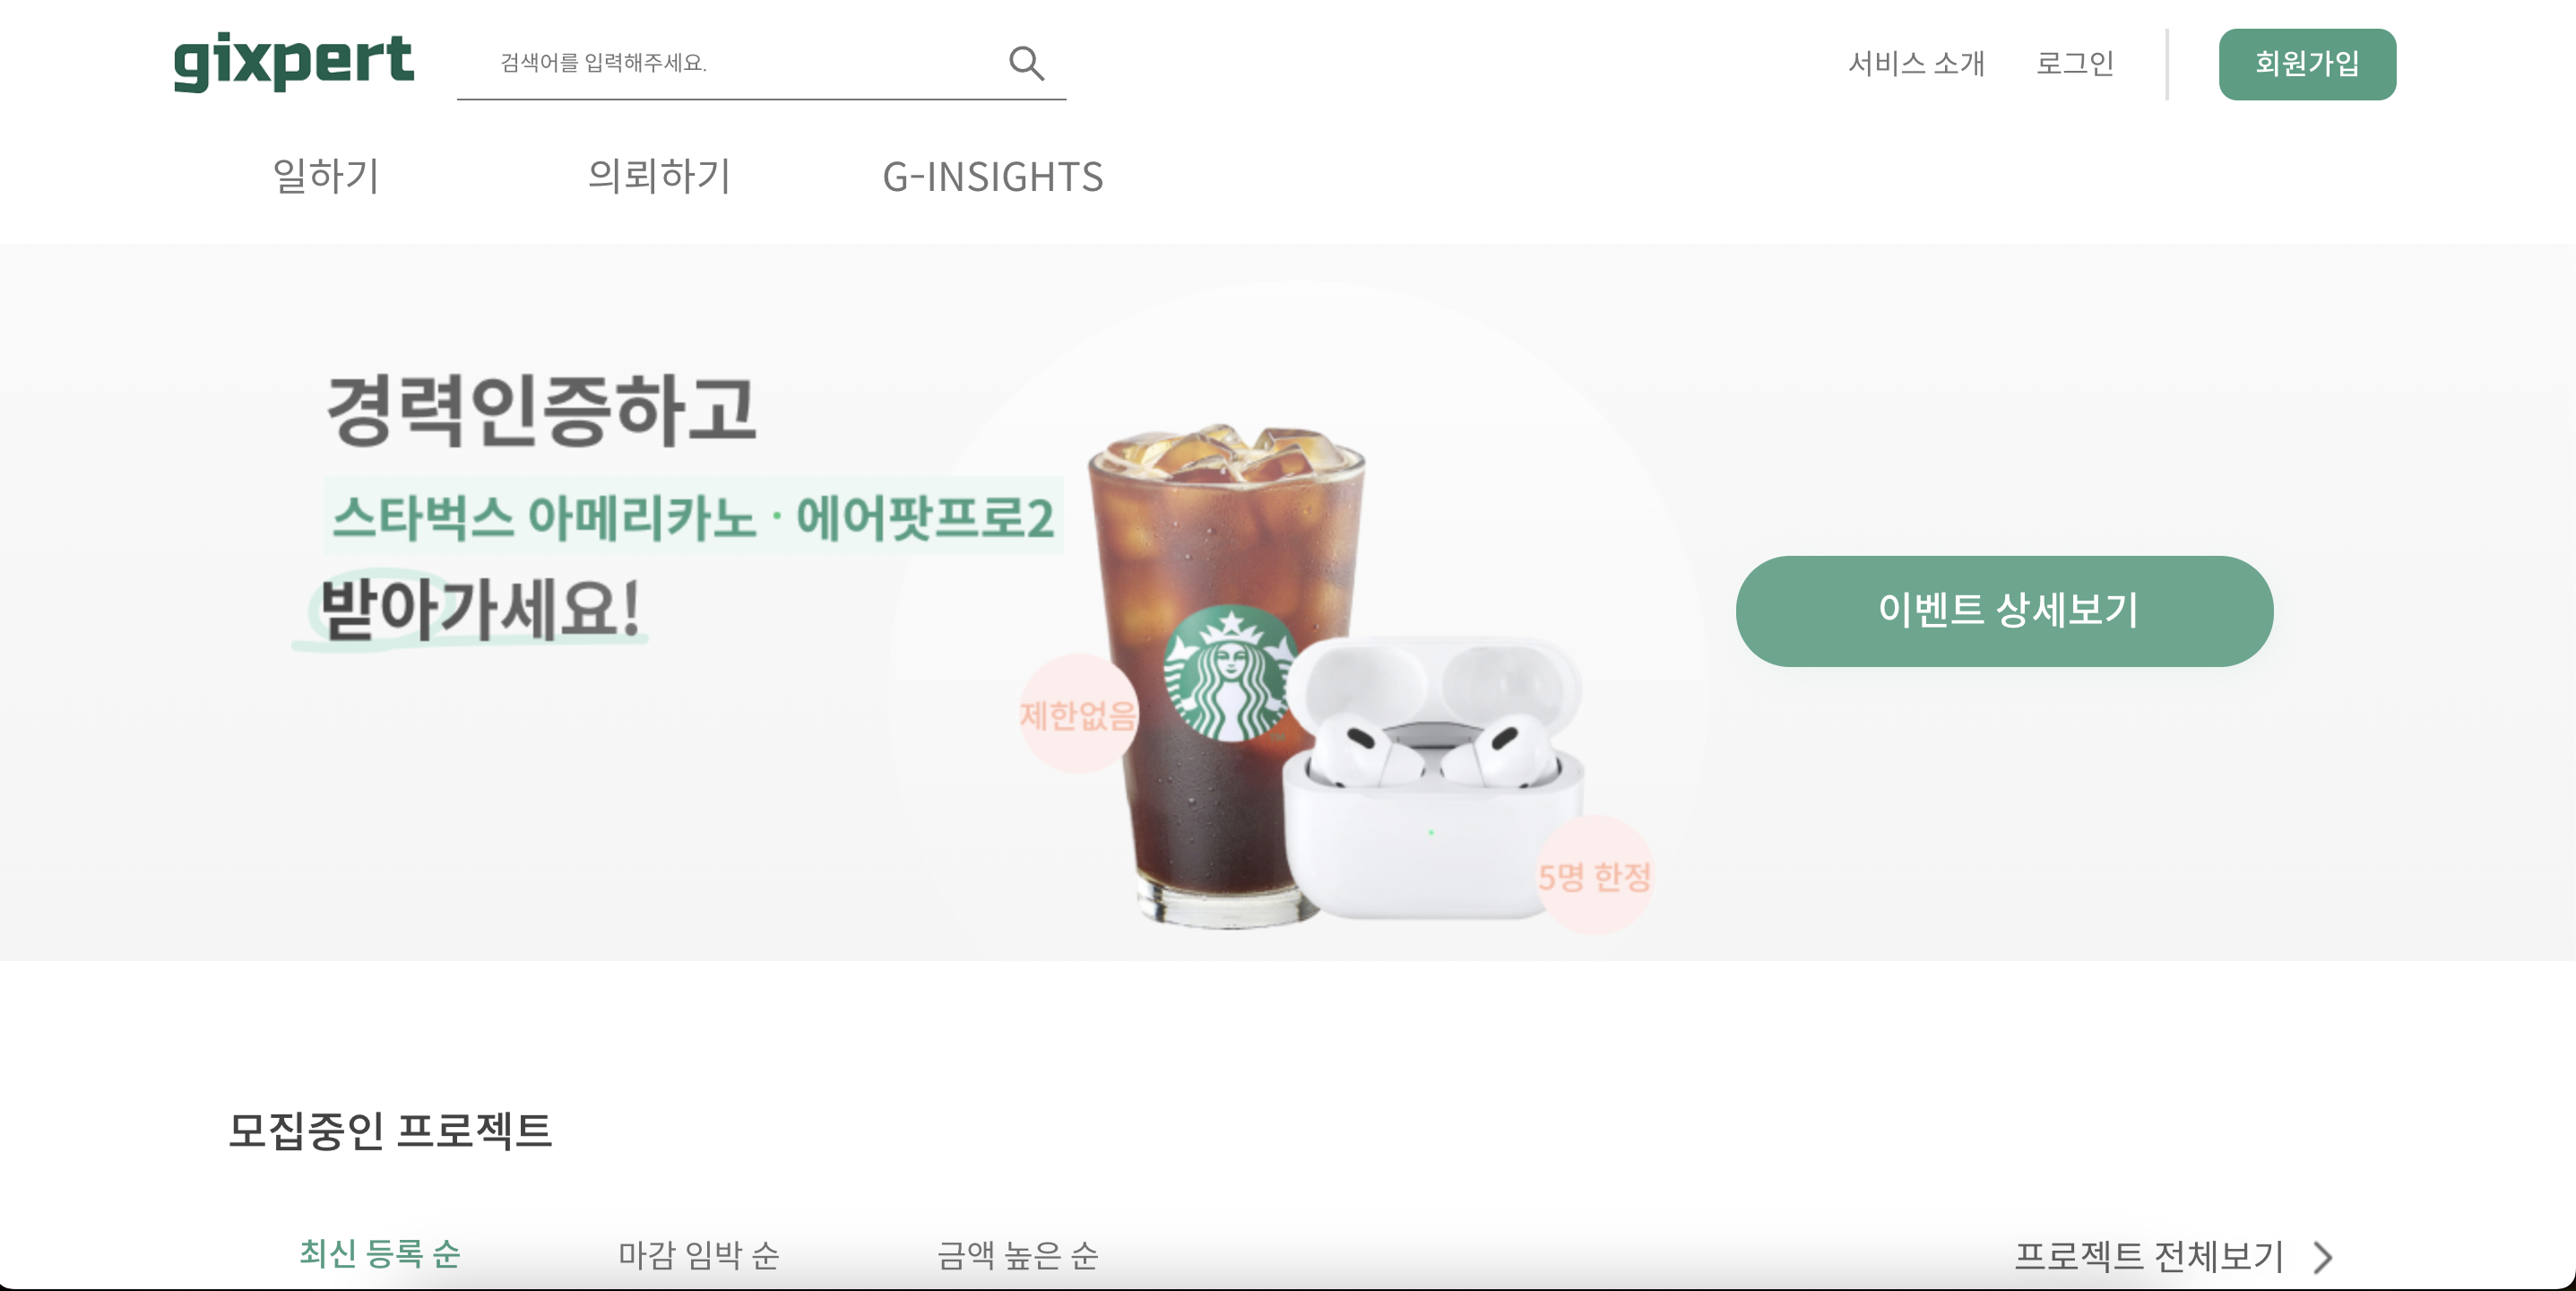 gixpert
검색어를 입력해주세요.
서비스 소개
로그인
회원가입
일하기
의뢰하기
G-INSIGHTS
경력인증하고
스타벅스 아메리카노 · 에어팟프로2
받아가세요!
이벤트 상세보기
제한없음
5명 한정
모집중인 프로젝트
최신 등록 순
마감 임박 순
금액 높은 순
프로젝트 전체보기